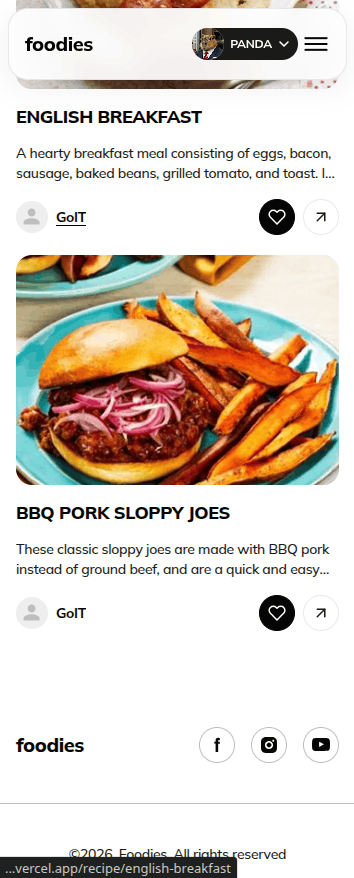 foodies
PANDA
ENGLISH BREAKFAST
A hearty breakfast meal consisting of eggs, bacon,
sausage, baked beans, grilled tomato, and toast. I...
GoIT
BBQ PORK SLOPPY JOES
These classic sloppy joes are made with BBQ pork
instead of ground beef, and are a quick and easy...
GoIT
foodies
©2026, Foodies. All rights reserved
...vercel.app/recipe/english-breakfast